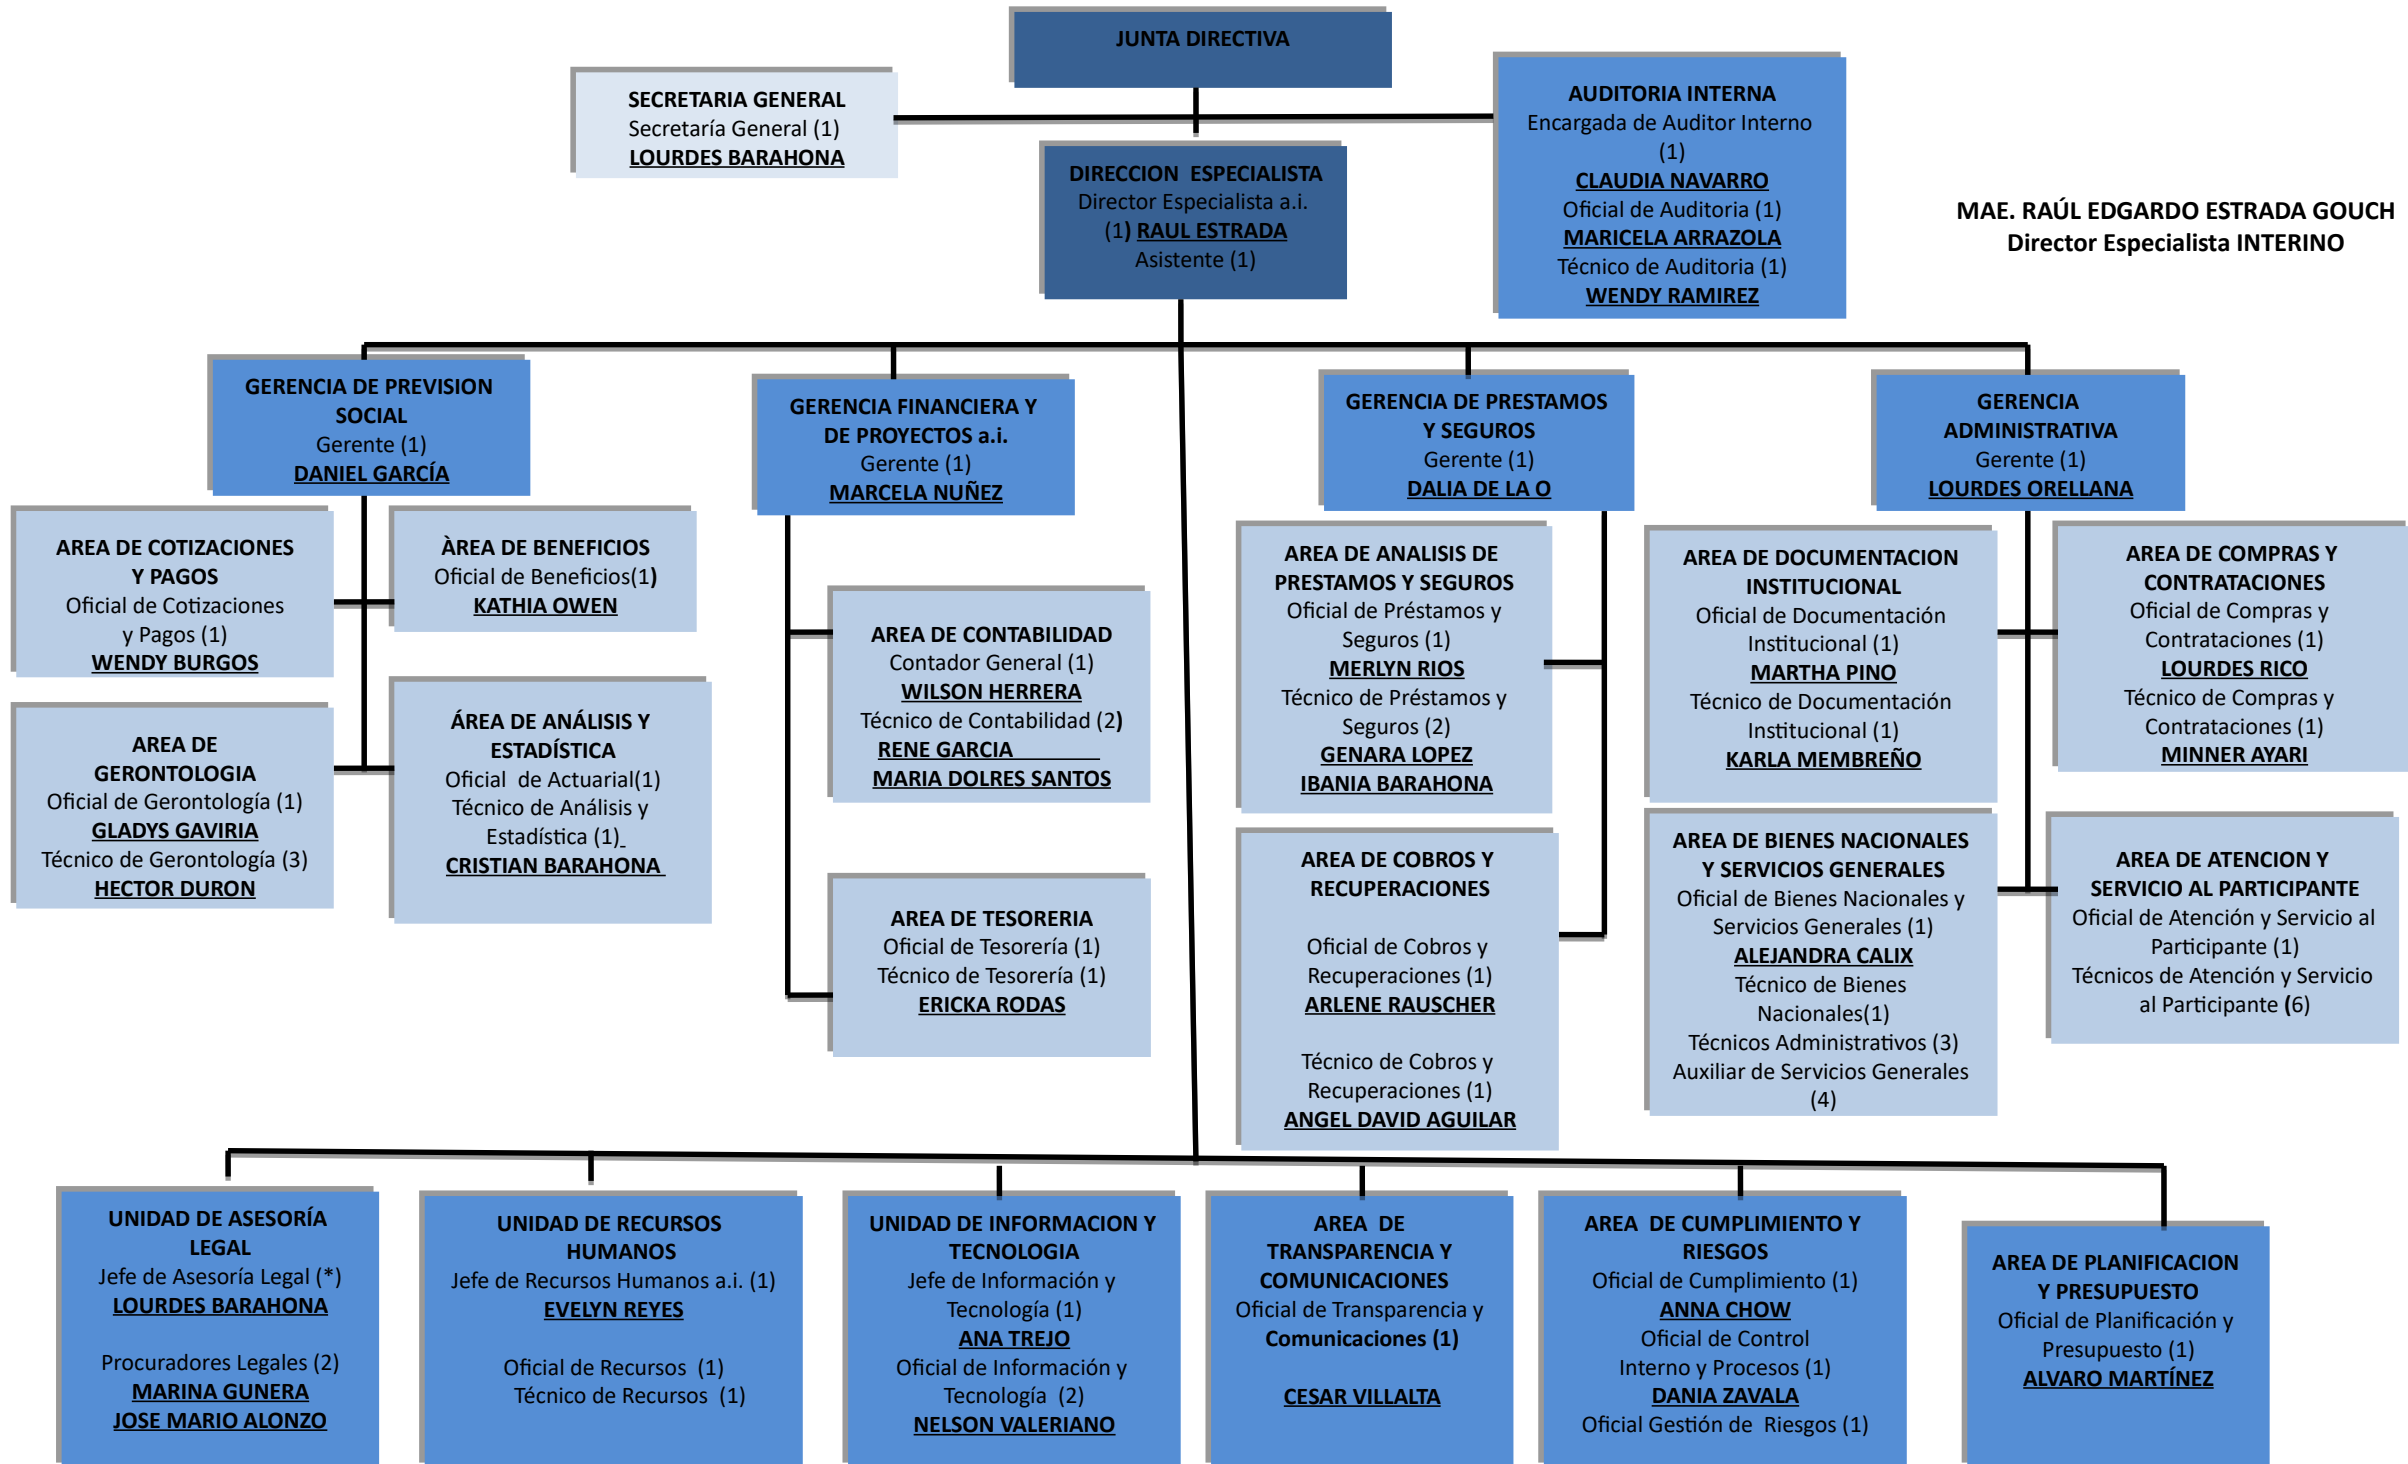 JUNTA DIRECTIVA
SECRETARIA GENERAL
Secretaría General (1)
LOURDES BARAHONA
AUDITORIA INTERNA
Encargada de Auditor Interno
(1)
CLAUDIA NAVARRO
Oficial de Auditoria (1)
MARICELA ARRAZOLA
Técnico de Auditoria (1)
WENDY RAMIREZ
DIRECCION ESPECIALISTA
Director Especialista a.i.
(1) RAUL ESTRADA
Asistente (1)
MAE. RAÚL EDGARDO ESTRADA GOUCH
Director Especialista INTERINO
GERENCIA DE PREVISION
SOCIAL
Gerente (1)
DANIEL GARCÍA
GERENCIA FINANCIERA Y
DE PROYECTOS a.i.
Gerente (1)
MARCELA NUÑEZ
GERENCIA DE PRESTAMOS
Y SEGUROS
Gerente (1)
DALIA DE LA O
GERENCIA
ADMINISTRATIVA
Gerente (1)
LOURDES ORELLANA
AREA DE COTIZACIONES
Y PAGOS
Oficial de Cotizaciones
y Pagos (1)
WENDY BURGOS
ÀREA DE BENEFICIOS
Oficial de Beneficios(1)
KATHIA OWEN
AREA DE
GERONTOLOGIA
Oficial de Gerontología (1)
GLADYS GAVIRIA
Técnico de Gerontología (3)
HECTOR DURON
ÁREA DE ANÁLISIS Y
ESTADÍSTICA
Oficial de Actuarial(1)
Técnico de Análisis y
Estadística (1)
CRISTIAN BARAHONA
AREA DE CONTABILIDAD
Contador General (1)
WILSON HERRERA
Técnico de Contabilidad (2)
RENE GARCIA
MARIA DOLRES SANTOS
AREA DE TESORERIA
Oficial de Tesorería (1)
Técnico de Tesorería (1)
ERICKA RODAS
AREA DE ANALISIS DE
PRESTAMOS Y SEGUROS
Oficial de Préstamos y
Seguros (1)
MERLYN RIOS
Técnico de Préstamos y
Seguros (2)
GENARA LOPEZ
IBANIA BARAHONA
AREA DE COBROS Y
RECUPERACIONES
Oficial de Cobros y
Recuperaciones (1)
ARLENE RAUSCHER
Técnico de Cobros y
Recuperaciones (1)
ANGEL DAVID AGUILAR
AREA DE DOCUMENTACION
INSTITUCIONAL
Oficial de Documentación
Institucional (1)
MARTHA PINO
Técnico de Documentación
Institucional (1)
KARLA MEMBREÑO
AREA DE COMPRAS Y
CONTRATACIONES
Oficial de Compras y
Contrataciones (1)
LOURDES RICO
Técnico de Compras y
Contrataciones (1)
MINNER AYARI
AREA DE BIENES NACIONALES
Y SERVICIOS GENERALES
Oficial de Bienes Nacionales y
Servicios Generales (1)
ALEJANDRA CALIX
Técnico de Bienes
Nacionales(1)
Técnicos Administrativos (3)
Auxiliar de Servicios Generales
(4)
AREA DE ATENCION Y
SERVICIO AL PARTICIPANTE
Oficial de Atención y Servicio al
Participante (1)
Técnicos de Atención y Servicio
al Participante (6)
UNIDAD DE ASESORÍA
LEGAL
Jefe de Asesoría Legal (*)
LOURDES BARAHONA
Procuradores Legales (2)
MARINA GUNERA
JOSE MARIO ALONZO
UNIDAD DE RECURSOS
HUMANOS
Jefe de Recursos Humanos a.i. (1)
EVELYN REYES
Oficial de Recursos (1)
Técnico de Recursos (1)
UNIDAD DE INFORMACION Y
TECNOLOGIA
Jefe de Información y
Tecnología (1)
ANA TREJO
Oficial de Información y
Tecnología (2)
NELSON VALERIANO
AREA DE
TRANSPARENCIA Y
COMUNICACIONES
Oficial de Transparencia y
Comunicaciones (1)
CESAR VILLALTA
AREA DE CUMPLIMIENTO Y
RIESGOS
Oficial de Cumplimiento (1)
ANNA CHOW
Oficial de Control
Interno y Procesos (1)
DANIA ZAVALA
Oficial Gestión de Riesgos (1)
AREA DE PLANIFICACION
Y PRESUPUESTO
Oficial de Planificación y
Presupuesto (1)
ALVARO MARTÍNEZ